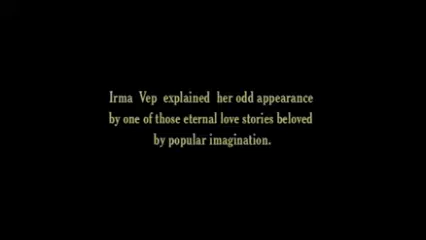 Irma Vep explained her odd appearance
by one of those eternal love stories beloved
by popular imagination.